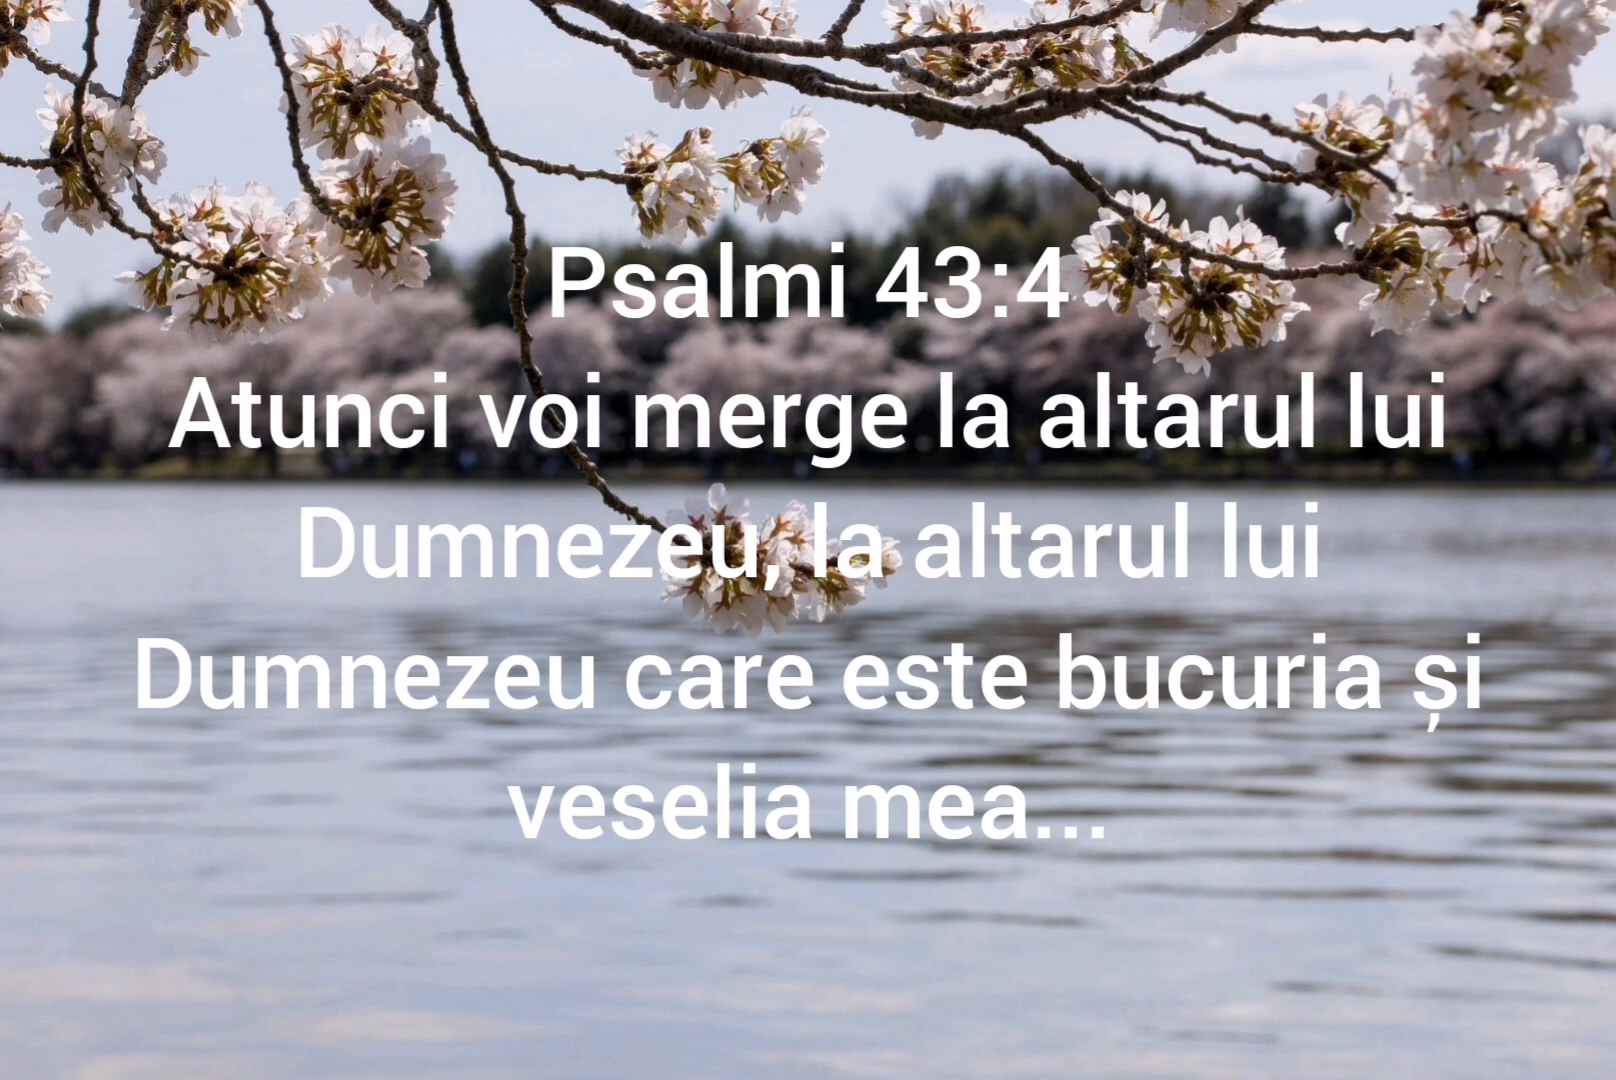 Psalmi 43:4
Atunci voi merge la altarul lui
Dumnezeu, la altarul lui
Dumnezeu care este bucuria și
veselia mea...